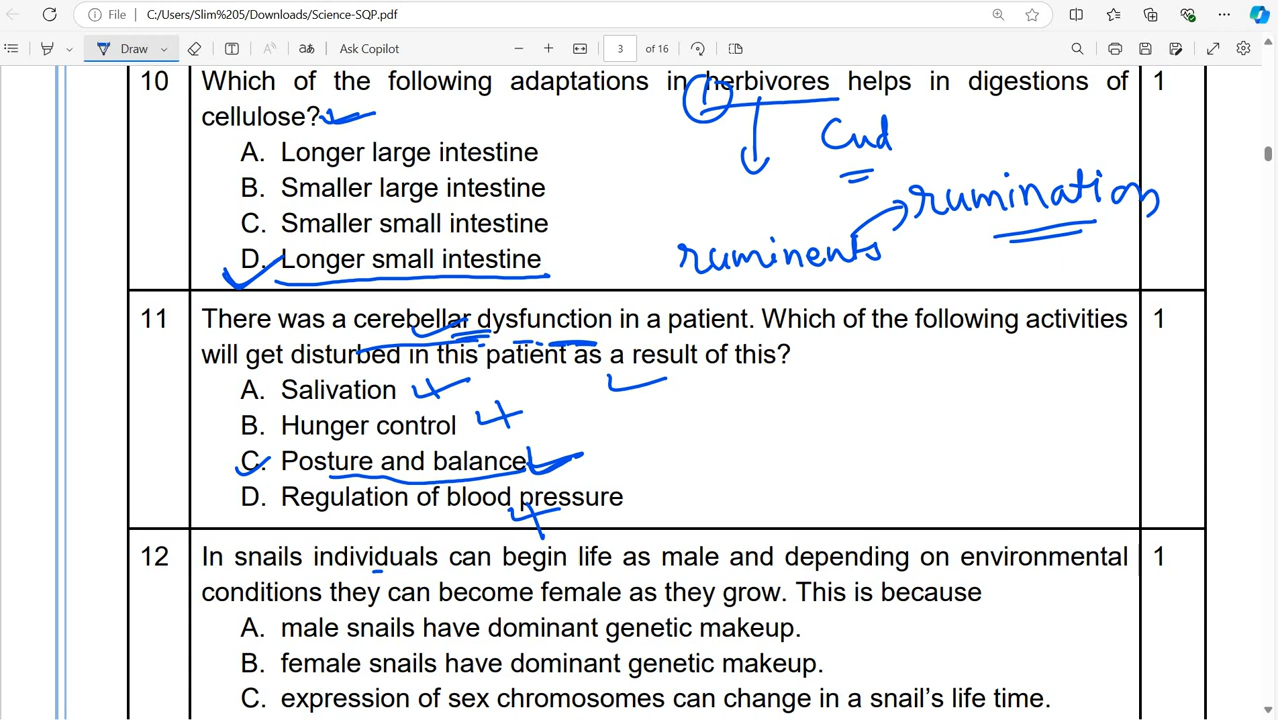 File C:/Users/Slim%205/Downloads/Science-SQP.pdf
Draw
Ask Copilot
3 of 16
10 Which of the following adaptations in herbivores helps in digestions of 1
cellulose?
A. Longer large intestine
B. Smaller large intestine
C. Smaller small intestine
D. Longer small intestine
1
Cud
rumination
ruminents
11 There was a cerebellar dysfunction in a patient. Which of the following activities 1
will get disturbed in this patient as a result of this?
A. Salivation
B. Hunger control
C. Posture and balance
D. Regulation of blood pressure
12 In snails individuals can begin life as male and depending on environmental 1
conditions they can become female as they grow. This is because
A. male snails have dominant genetic makeup.
B. female snails have dominant genetic makeup.
C. expression of sex chromosomes can change in a snail's life time.